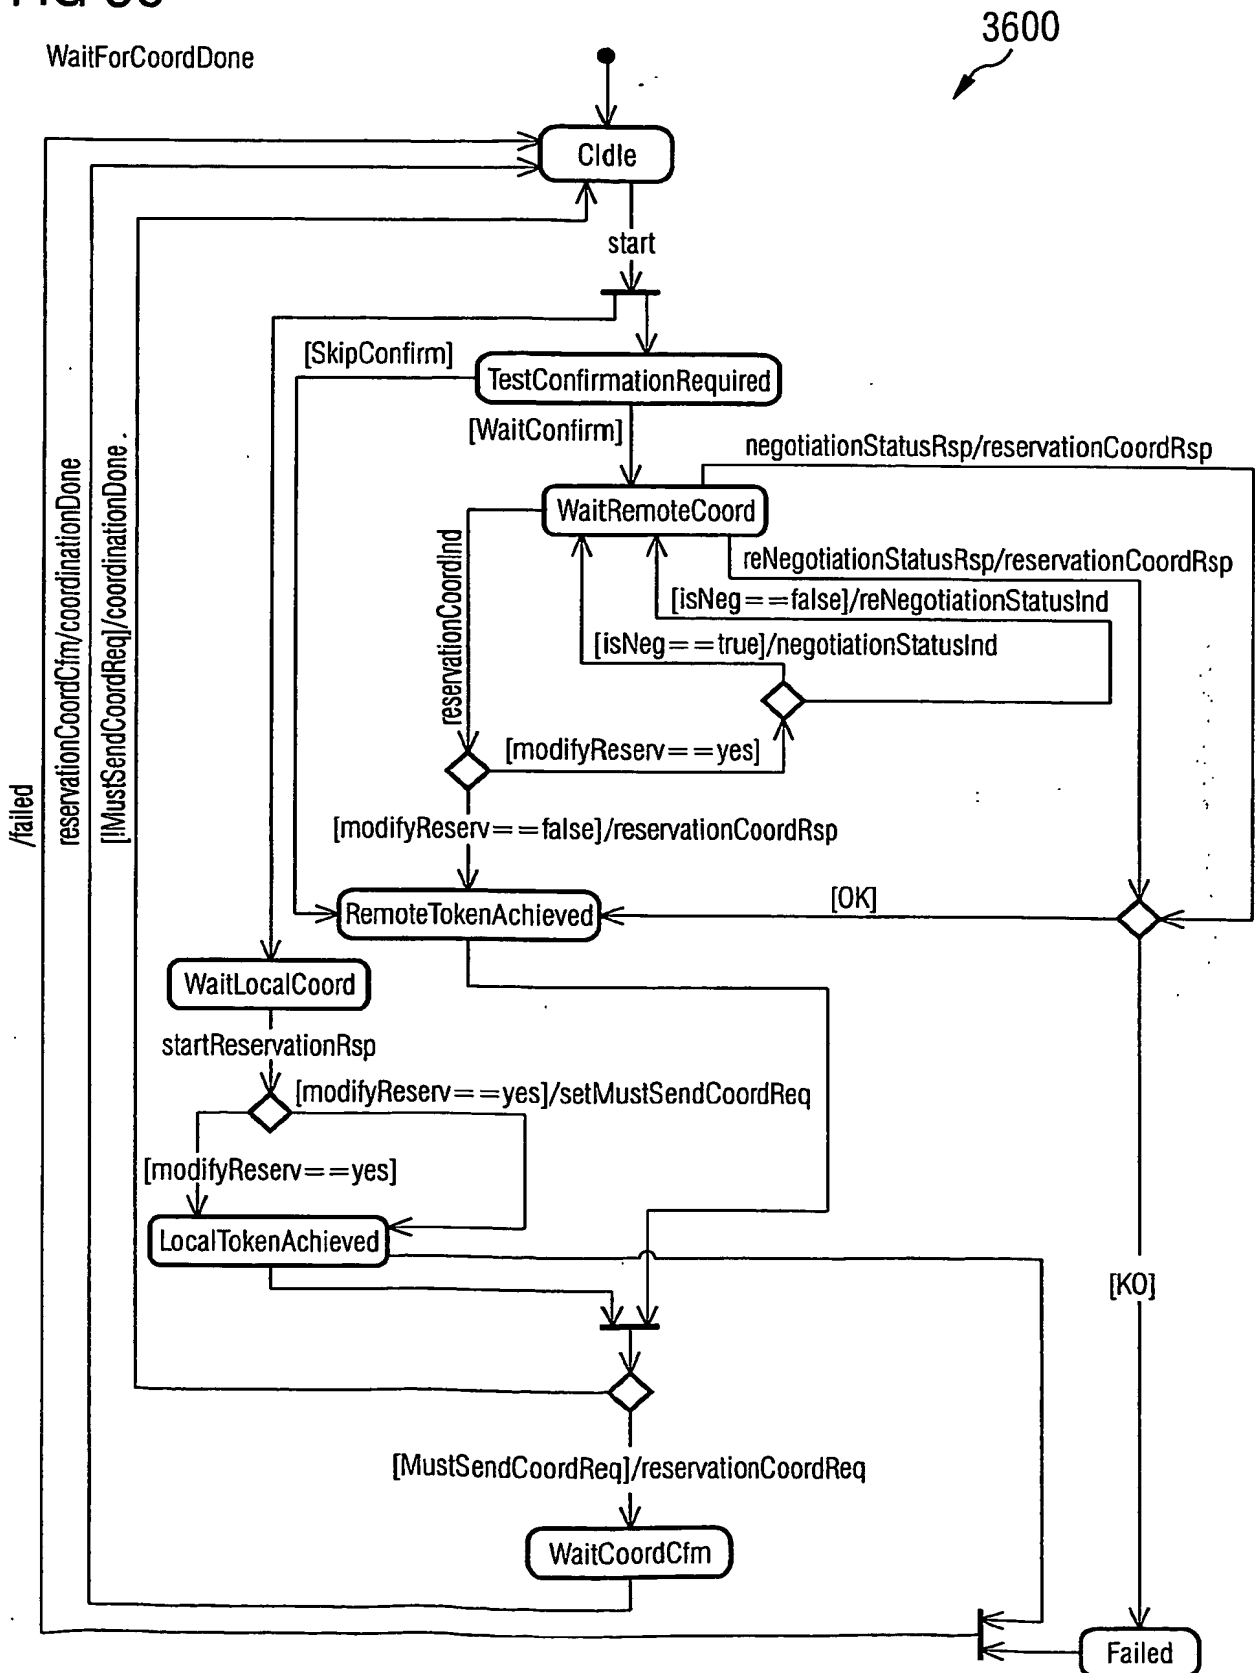 3600
WaitForCoordDone
CIdle
start
[SkipConfirm]
TestConfirmationRequired
[WaitConfirm]
negotiationStatusRsp/reservationCoordRsp
WaitRemoteCoord
reNegotiationStatusRsp/reservationCoordRsp
[isNeg==false]/reNegotiationStatusInd
[isNeg==true]/negotiationStatusInd
reservationCoordInd
[modifyReserv==yes]
/failed
reservationCoordCfm/coordinationDone
[!MustSendCoordReq]/coordinationDone.
[modifyReserv==false]/reservationCoordRsp
[OK]
RemoteTokenAchieved
WaitLocalCoord
startReservationRsp
[modifyReserv==yes]/setMustSendCoordReq
[modifyReserv==yes]
LocalTokenAchieved
[KO]
[MustSendCoordReq]/reservationCoordReq
WaitCoordCfm
Failed